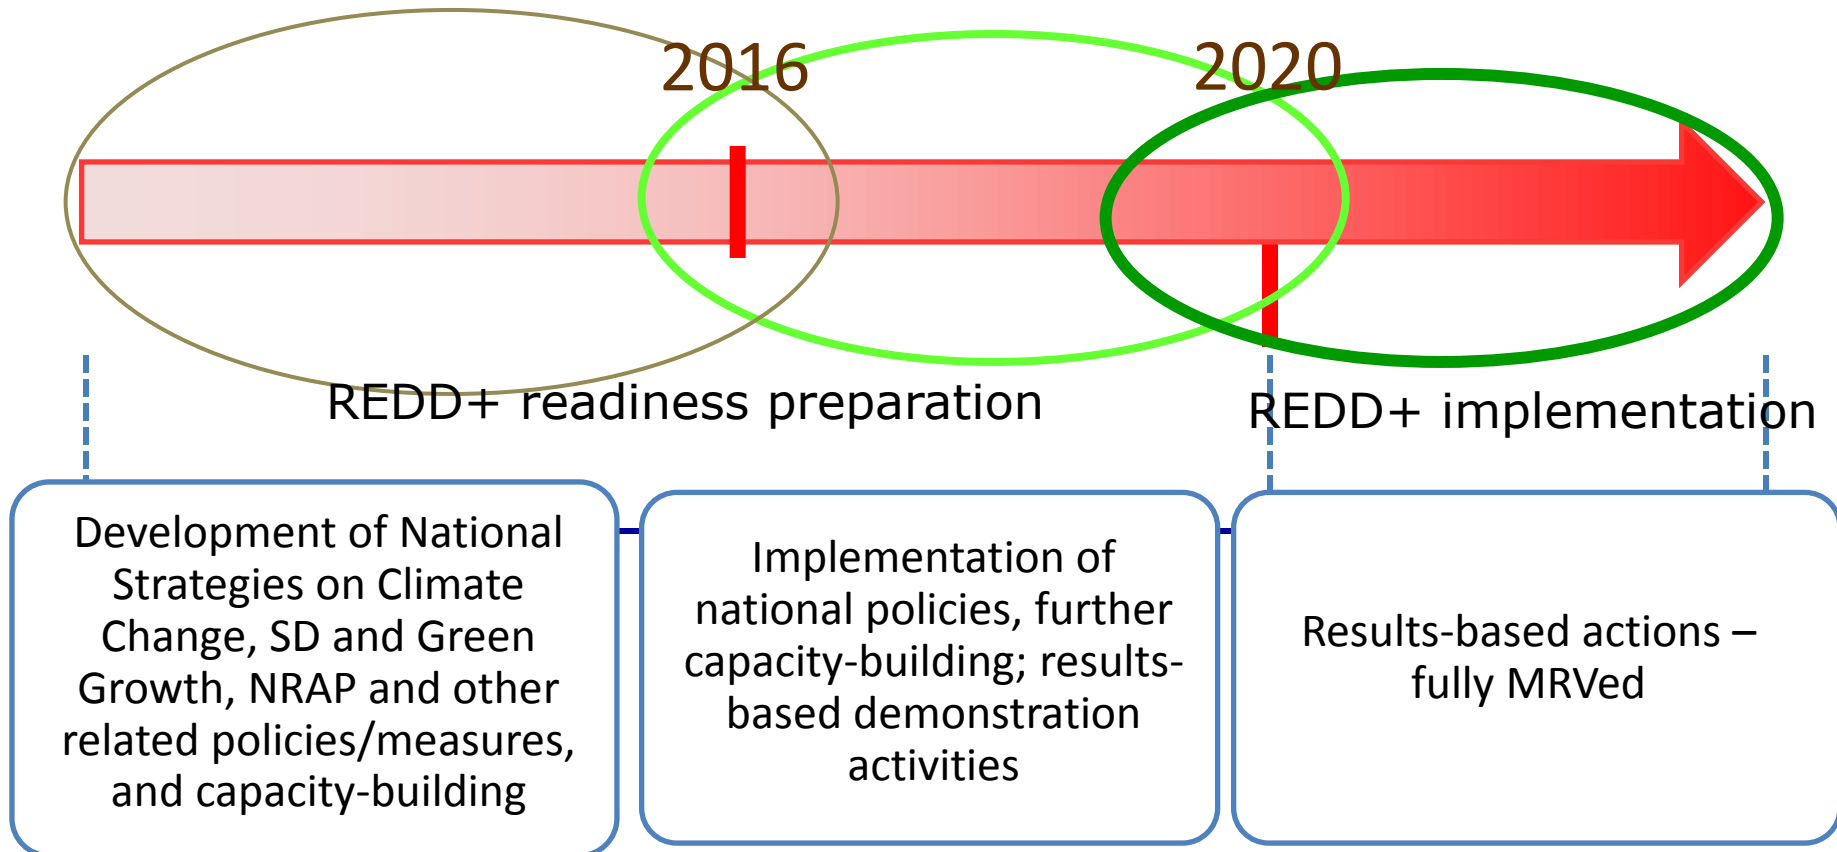 2016
2020
REDD+ readiness preparation
REDD+ implementation
Development of National
Strategies on Climate
Change, SD and Green
Growth, NRAP and other
related policies/measures,
and capacity-building
Implementation of
national policies, further
capacity-building; results-
based demonstration
activities
Results-based actions –
fully MRVed